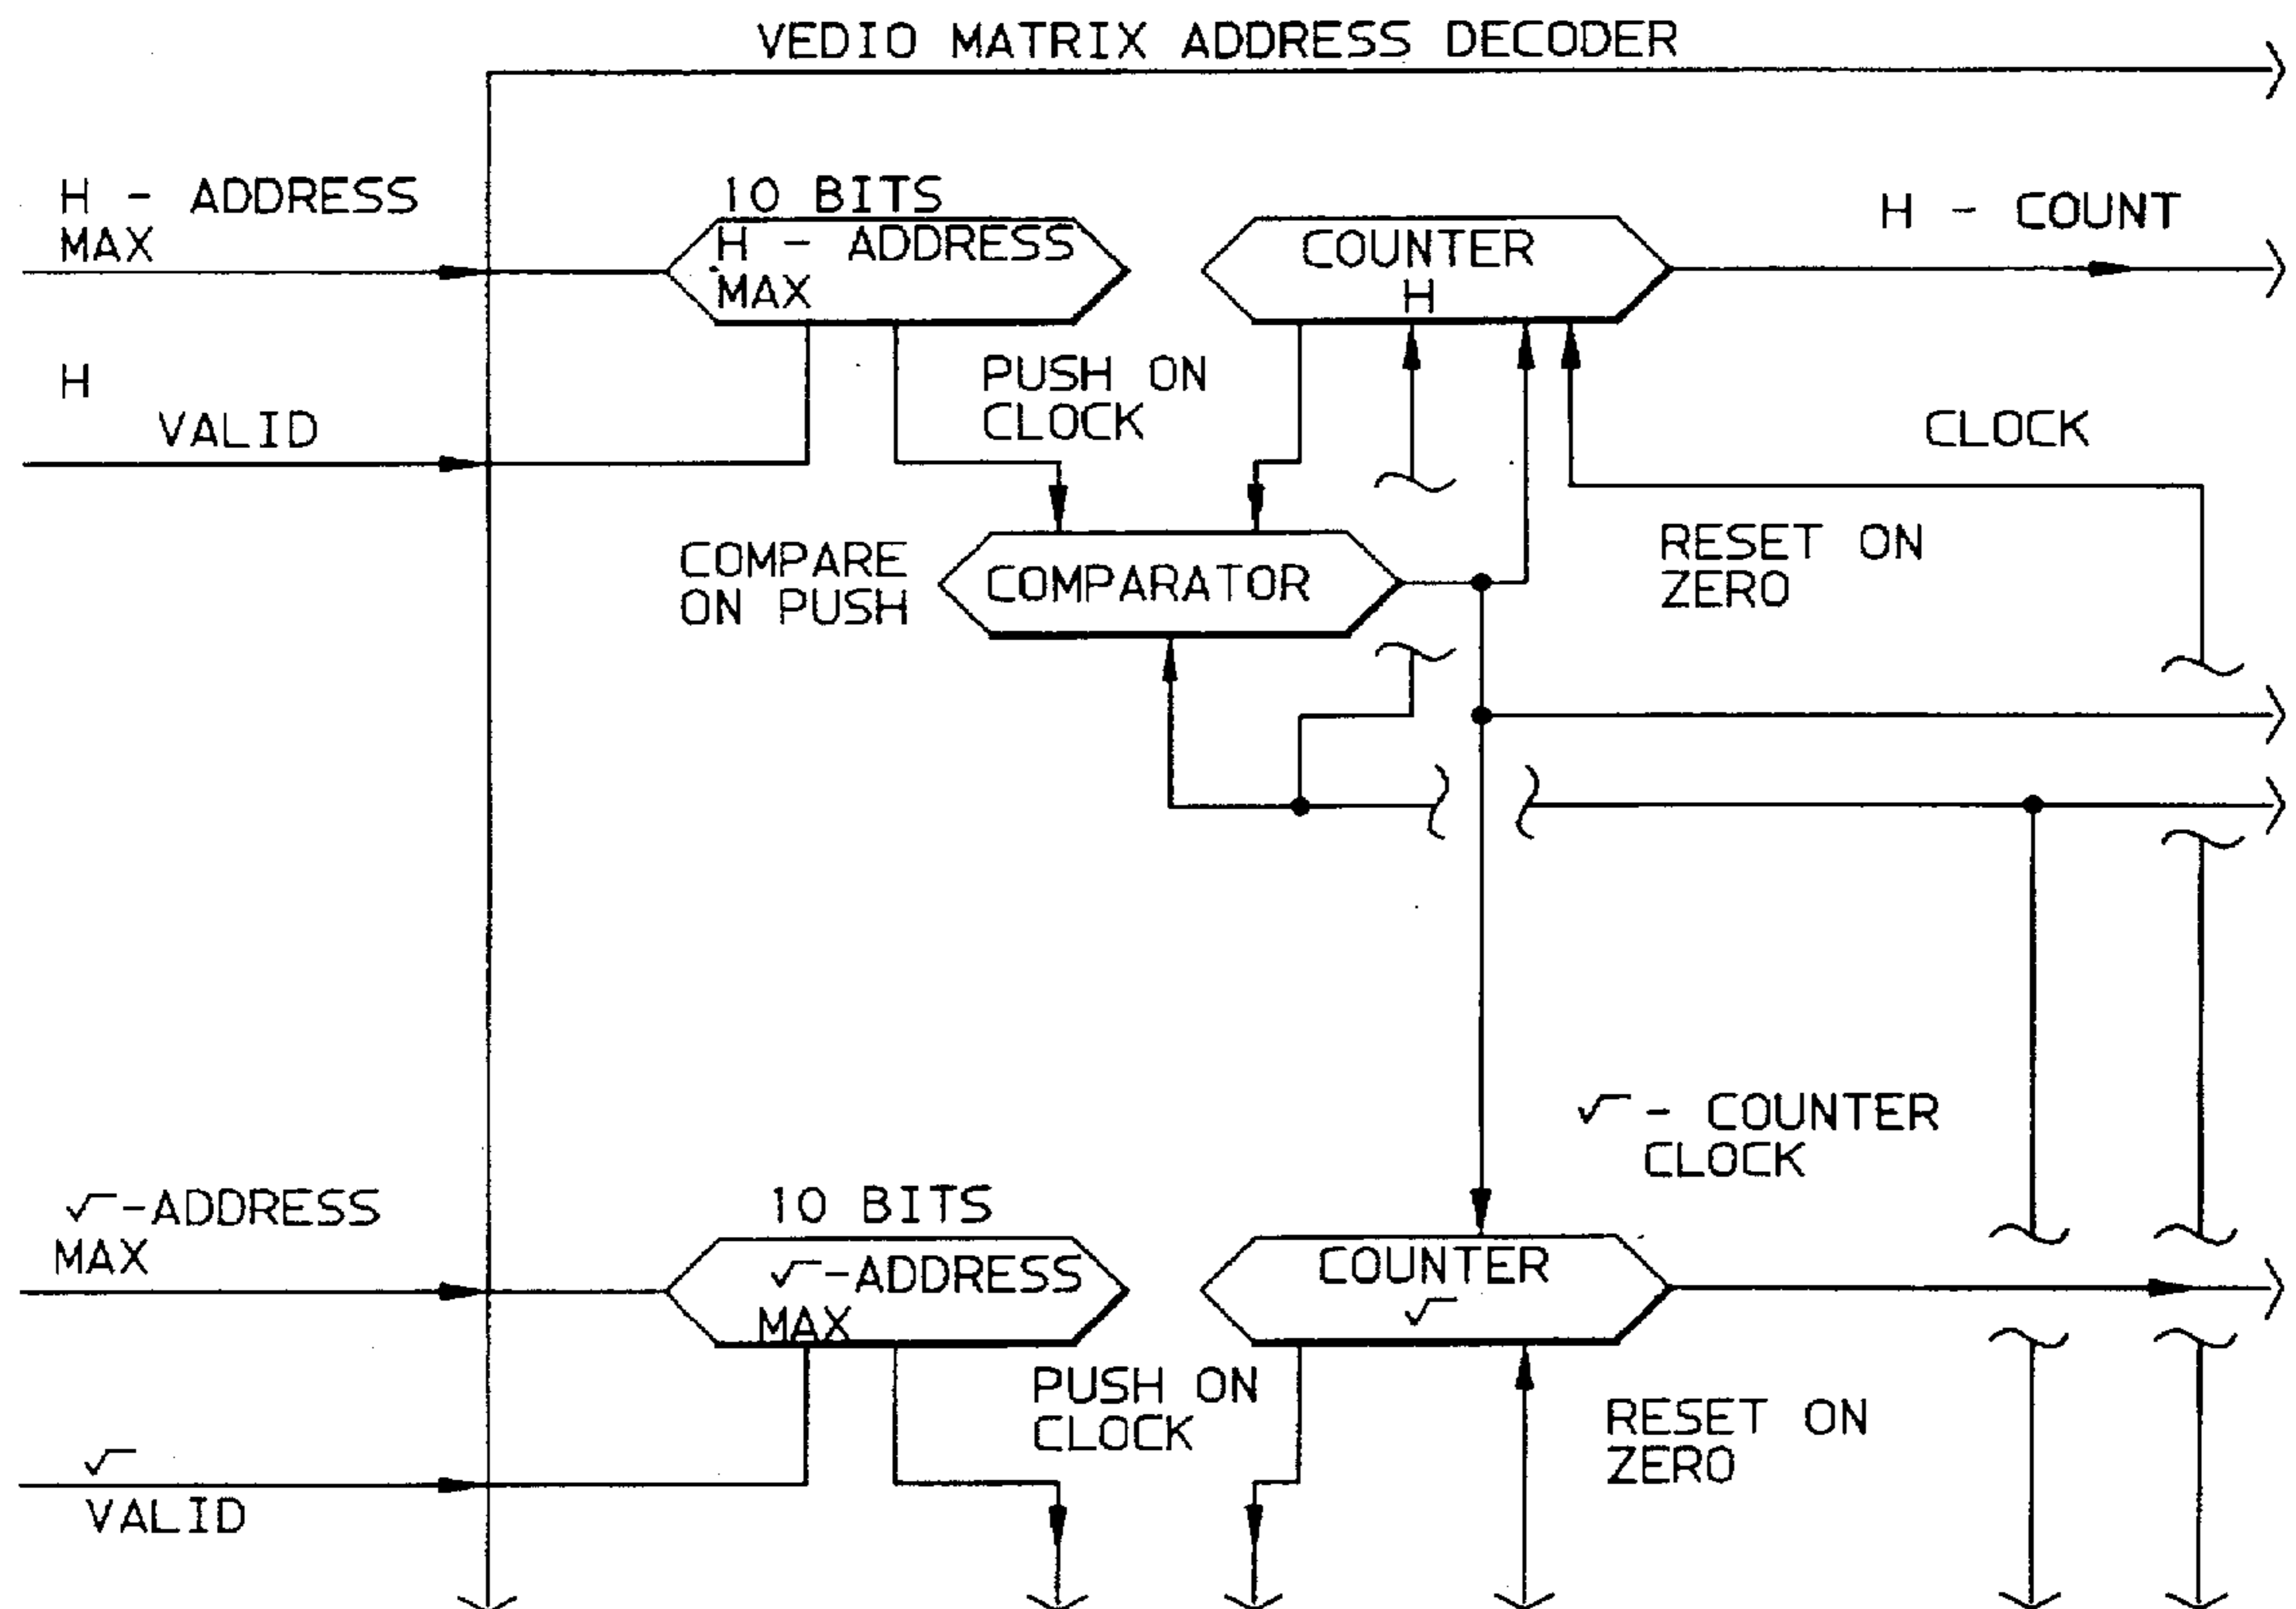 VEDIO MATRIX ADDRESS DECODER
H - ADDRESS
MAX
10 BITS
H - ADDRESS
MAX
COUNTER
H
H - COUNT
H
VALID
PUSH ON
CLOCK
CLOCK
COMPARE
ON PUSH
COMPARATOR
RESET ON
ZERO
√ - COUNTER
CLOCK
√-ADDRESS
MAX
10 BITS
√-ADDRESS
MAX
COUNTER
√
PUSH ON
CLOCK
RESET ON
ZERO
√
VALID